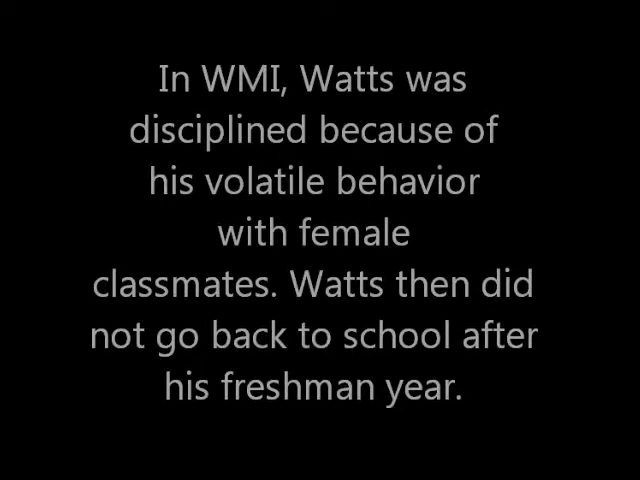 In WMI, Watts was
disciplined because of
his volatile behavior
with female
classmates. Watts then did
not go back to school after
his freshman year.